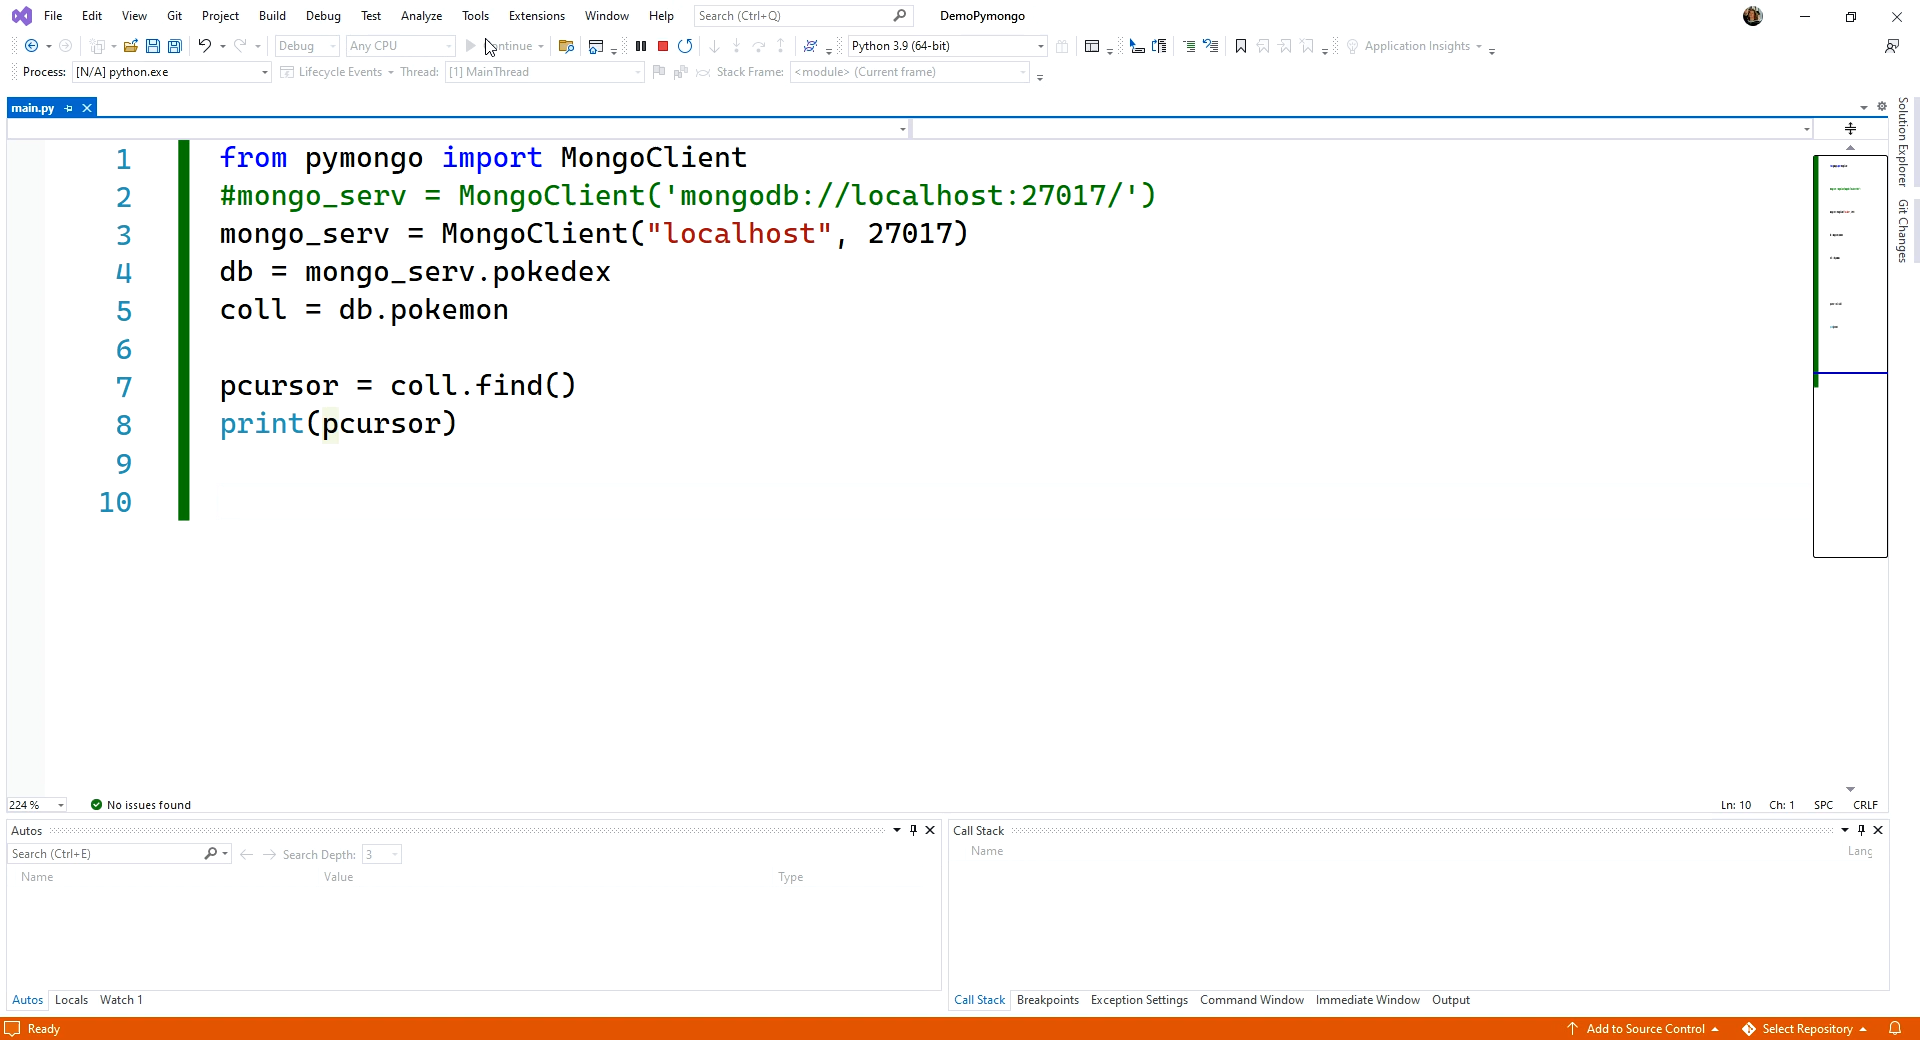 File Edit View Git Project Build Debug Test Analyze Tools Extensions Window Help Search (Ctrl+Q) DemoPymongo
Debug Any CPU Python 3.9 (64-bit) Application Insights
Process: [N/A] python.exe Lifecycle Events Thread: [1] MainThread Stack Frame: <module> (Current frame)
main.py
1 from pymongo import MongoClient
2 #mongo_serv = MongoClient('mongodb://localhost:27017/')
3 mongo_serv = MongoClient("localhost", 27017)
4 db = mongo_serv.pokedex
5 coll = db.pokemon
6
7 pcursor = coll.find()
8 print(pcursor)
9
10
Solution Explorer
Git Changes
224 % No issues found Ln: 10 Ch: 1 SPC CRLF
Autos
Search (Ctrl+E) Search Depth: 3
Name Value Type
Autos Locals Watch 1
Call Stack
Name Lang
Call Stack Breakpoints Exception Settings Command Window Immediate Window Output
Ready Add to Source Control Select Repository